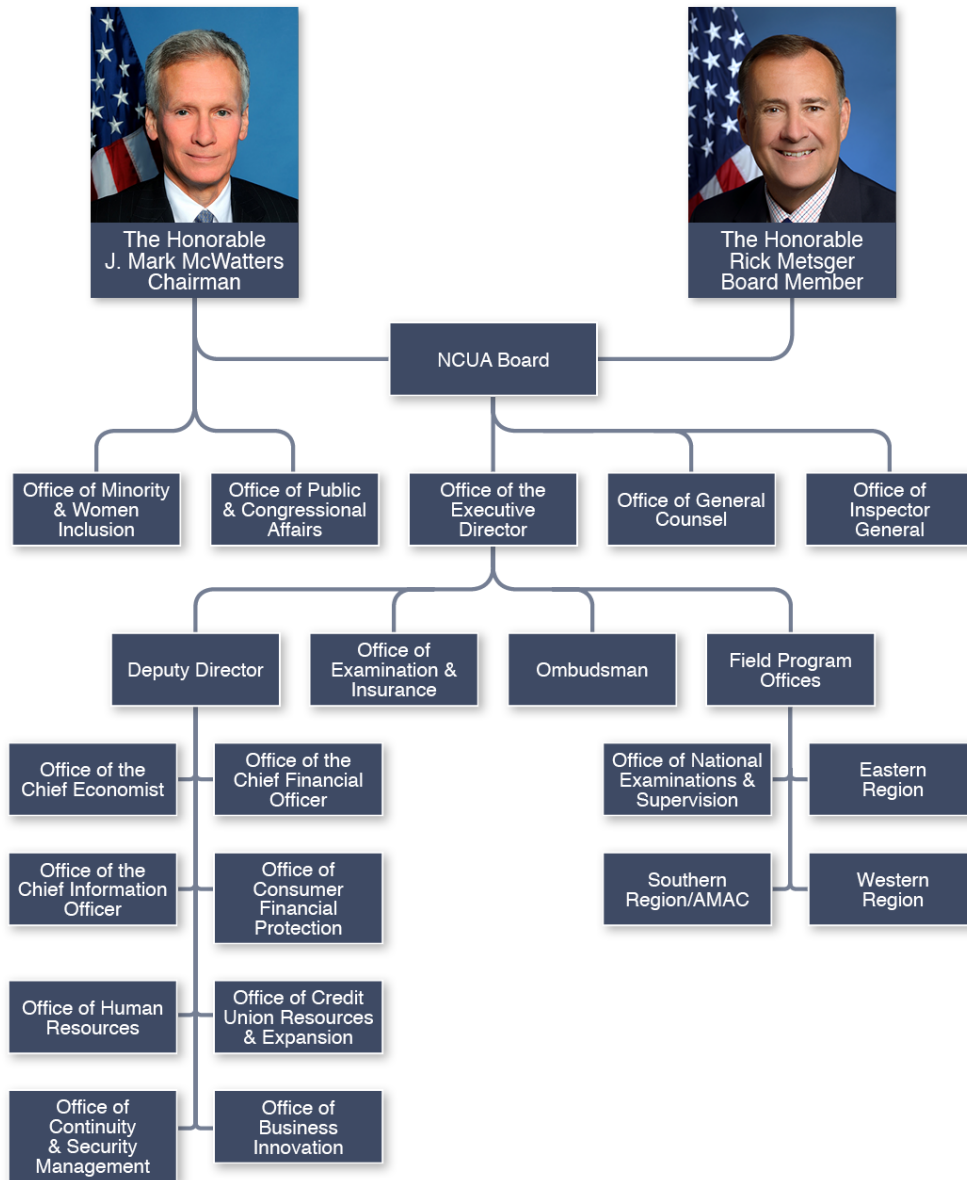 The Honorable
J. Mark McWatters
Chairman
The Honorable
Rick Metsger
Board Member
NCUA Board
Office of Minority
& Women
Inclusion
Office of Public
& Congressional
Affairs
Office of the
Executive
Director
Office of General
Counsel
Office of
Inspector
General
Deputy Director
Office of
Examination &
Insurance
Ombudsman
Field Program
Offices
Office of the
Chief Economist
Office of the
Chief Financial
Officer
Office of National
Examinations &
Supervision
Eastern
Region
Office of the
Chief Information
Officer
Office of
Consumer
Financial
Protection
Southern
Region/AMAC
Western
Region
Office of Human
Resources
Office of Credit
Union Resources
& Expansion
Office of
Continuity
& Security
Management
Office of
Business
Innovation